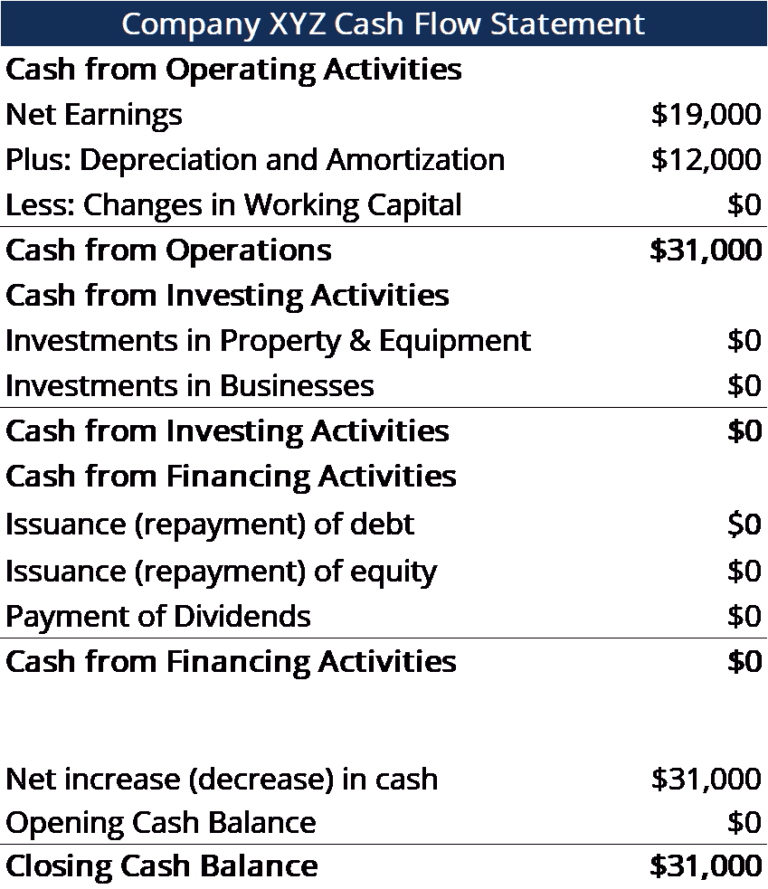 Company XYZ Cash Flow Statement
Cash from Operating Activities
Net Earnings $19,000
Plus: Depreciation and Amortization $12,000
Less: Changes in Working Capital $0
Cash from Operations $31,000
Cash from Investing Activities
Investments in Property & Equipment $0
Investments in Businesses $0
Cash from Investing Activities $0
Cash from Financing Activities
Issuance (repayment) of debt $0
Issuance (repayment) of equity $0
Payment of Dividends $0
Cash from Financing Activities $0
Net increase (decrease) in cash $31,000
Opening Cash Balance $0
Closing Cash Balance $31,000